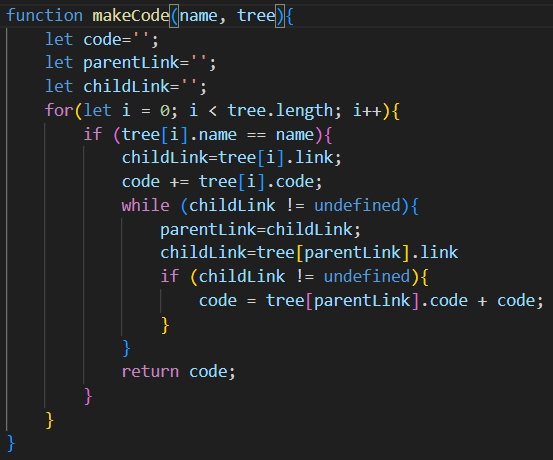 function makeCode(name, tree){
    let code='';
    let parentLink='';
    let childLink='';
    for(let i = 0; i < tree.length; i++){
        if (tree[i].name == name){
            childLink=tree[i].link;
            code += tree[i].code;
            while (childLink != undefined){
                parentLink=childLink;
                childLink=tree[parentLink].link
                if (childLink != undefined){
                    code = tree[parentLink].code + code;
                }
            }
            return code;
        }
    }
}